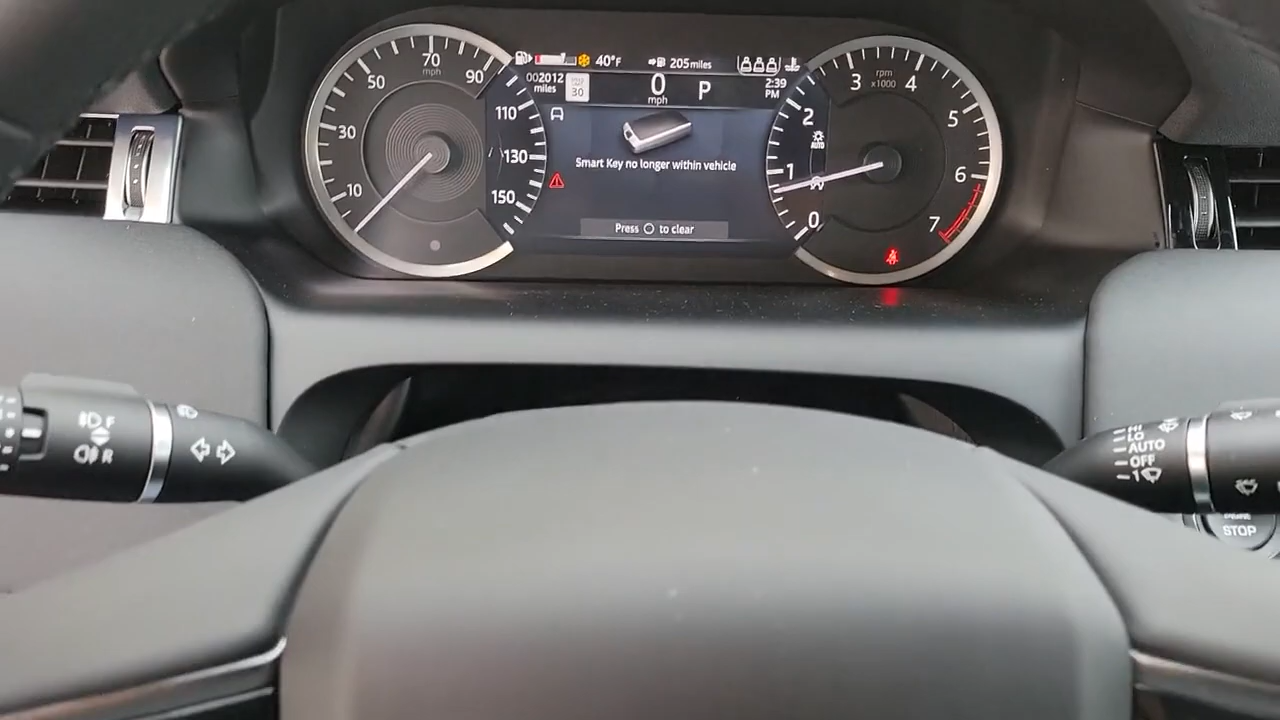 70
mph
50
90
30
110
130
10
150
40°F
205miles
002012
miles
30
0
mph
P
2:39
PM
Smart Key no longer within vehicle
Press ○ to clear
rpm
x1000
3
4
2
5
AUTO
1
6
0
7
F
R
LO
AUTO
OFF
1
STOP